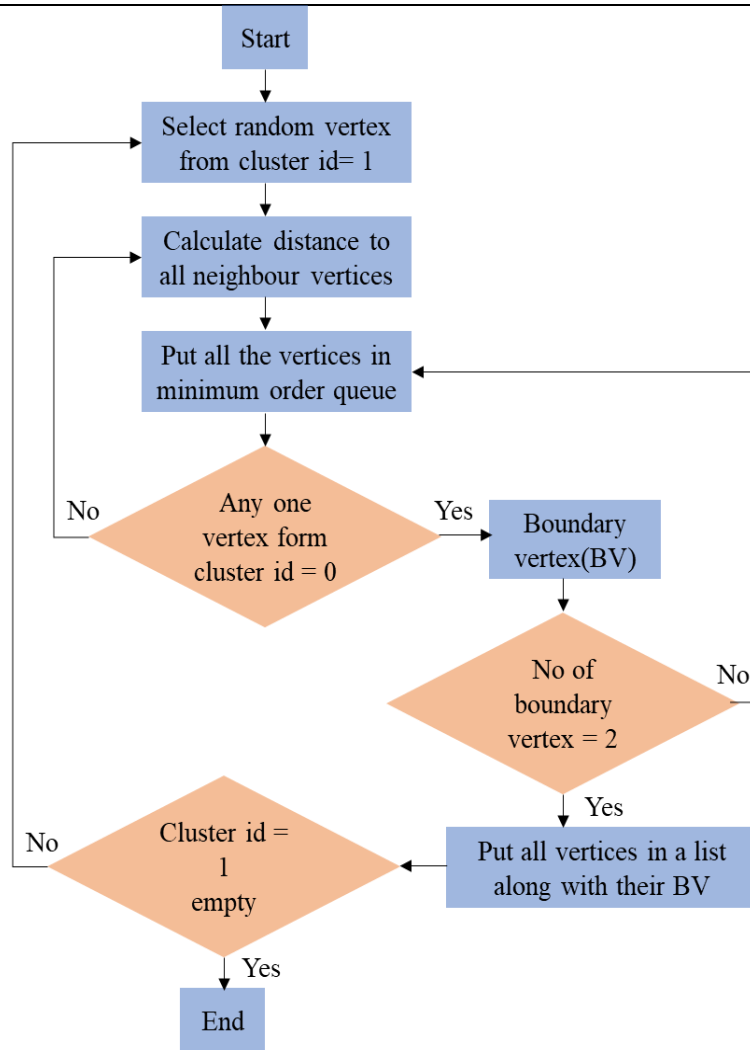 Start
Select random vertex
from cluster id= 1
Calculate distance to
all neighbour vertices
Put all the vertices in
minimum order queue
No
Any one
vertex form
cluster id = 0
Yes
Boundary
vertex(BV)
No of
boundary
vertex = 2
No
Yes
Put all vertices in a list
along with their BV
No
Cluster id =
1
empty
Yes
End